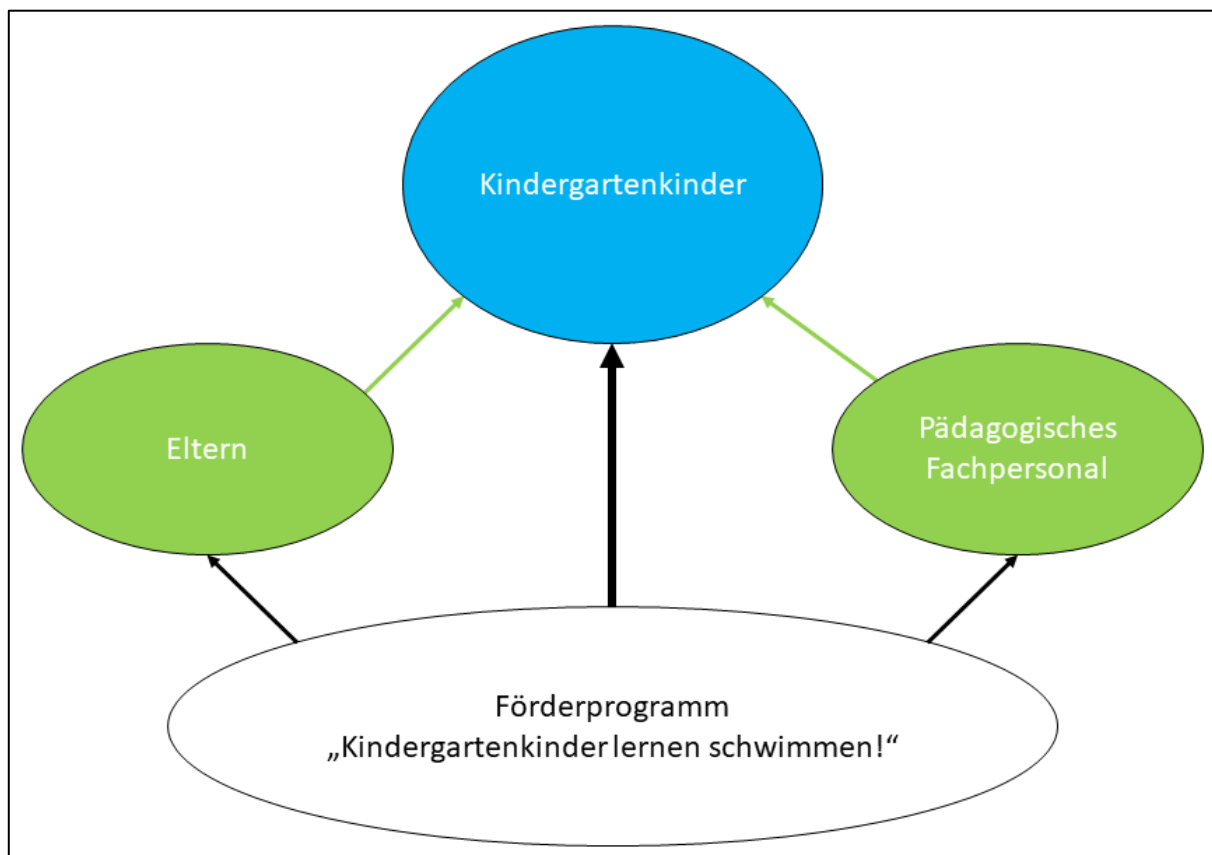 Kindergartenkinder
Eltern
Pädagogisches
Fachpersonal
Förderprogramm
„Kindergartenkinder lernen schwimmen!“